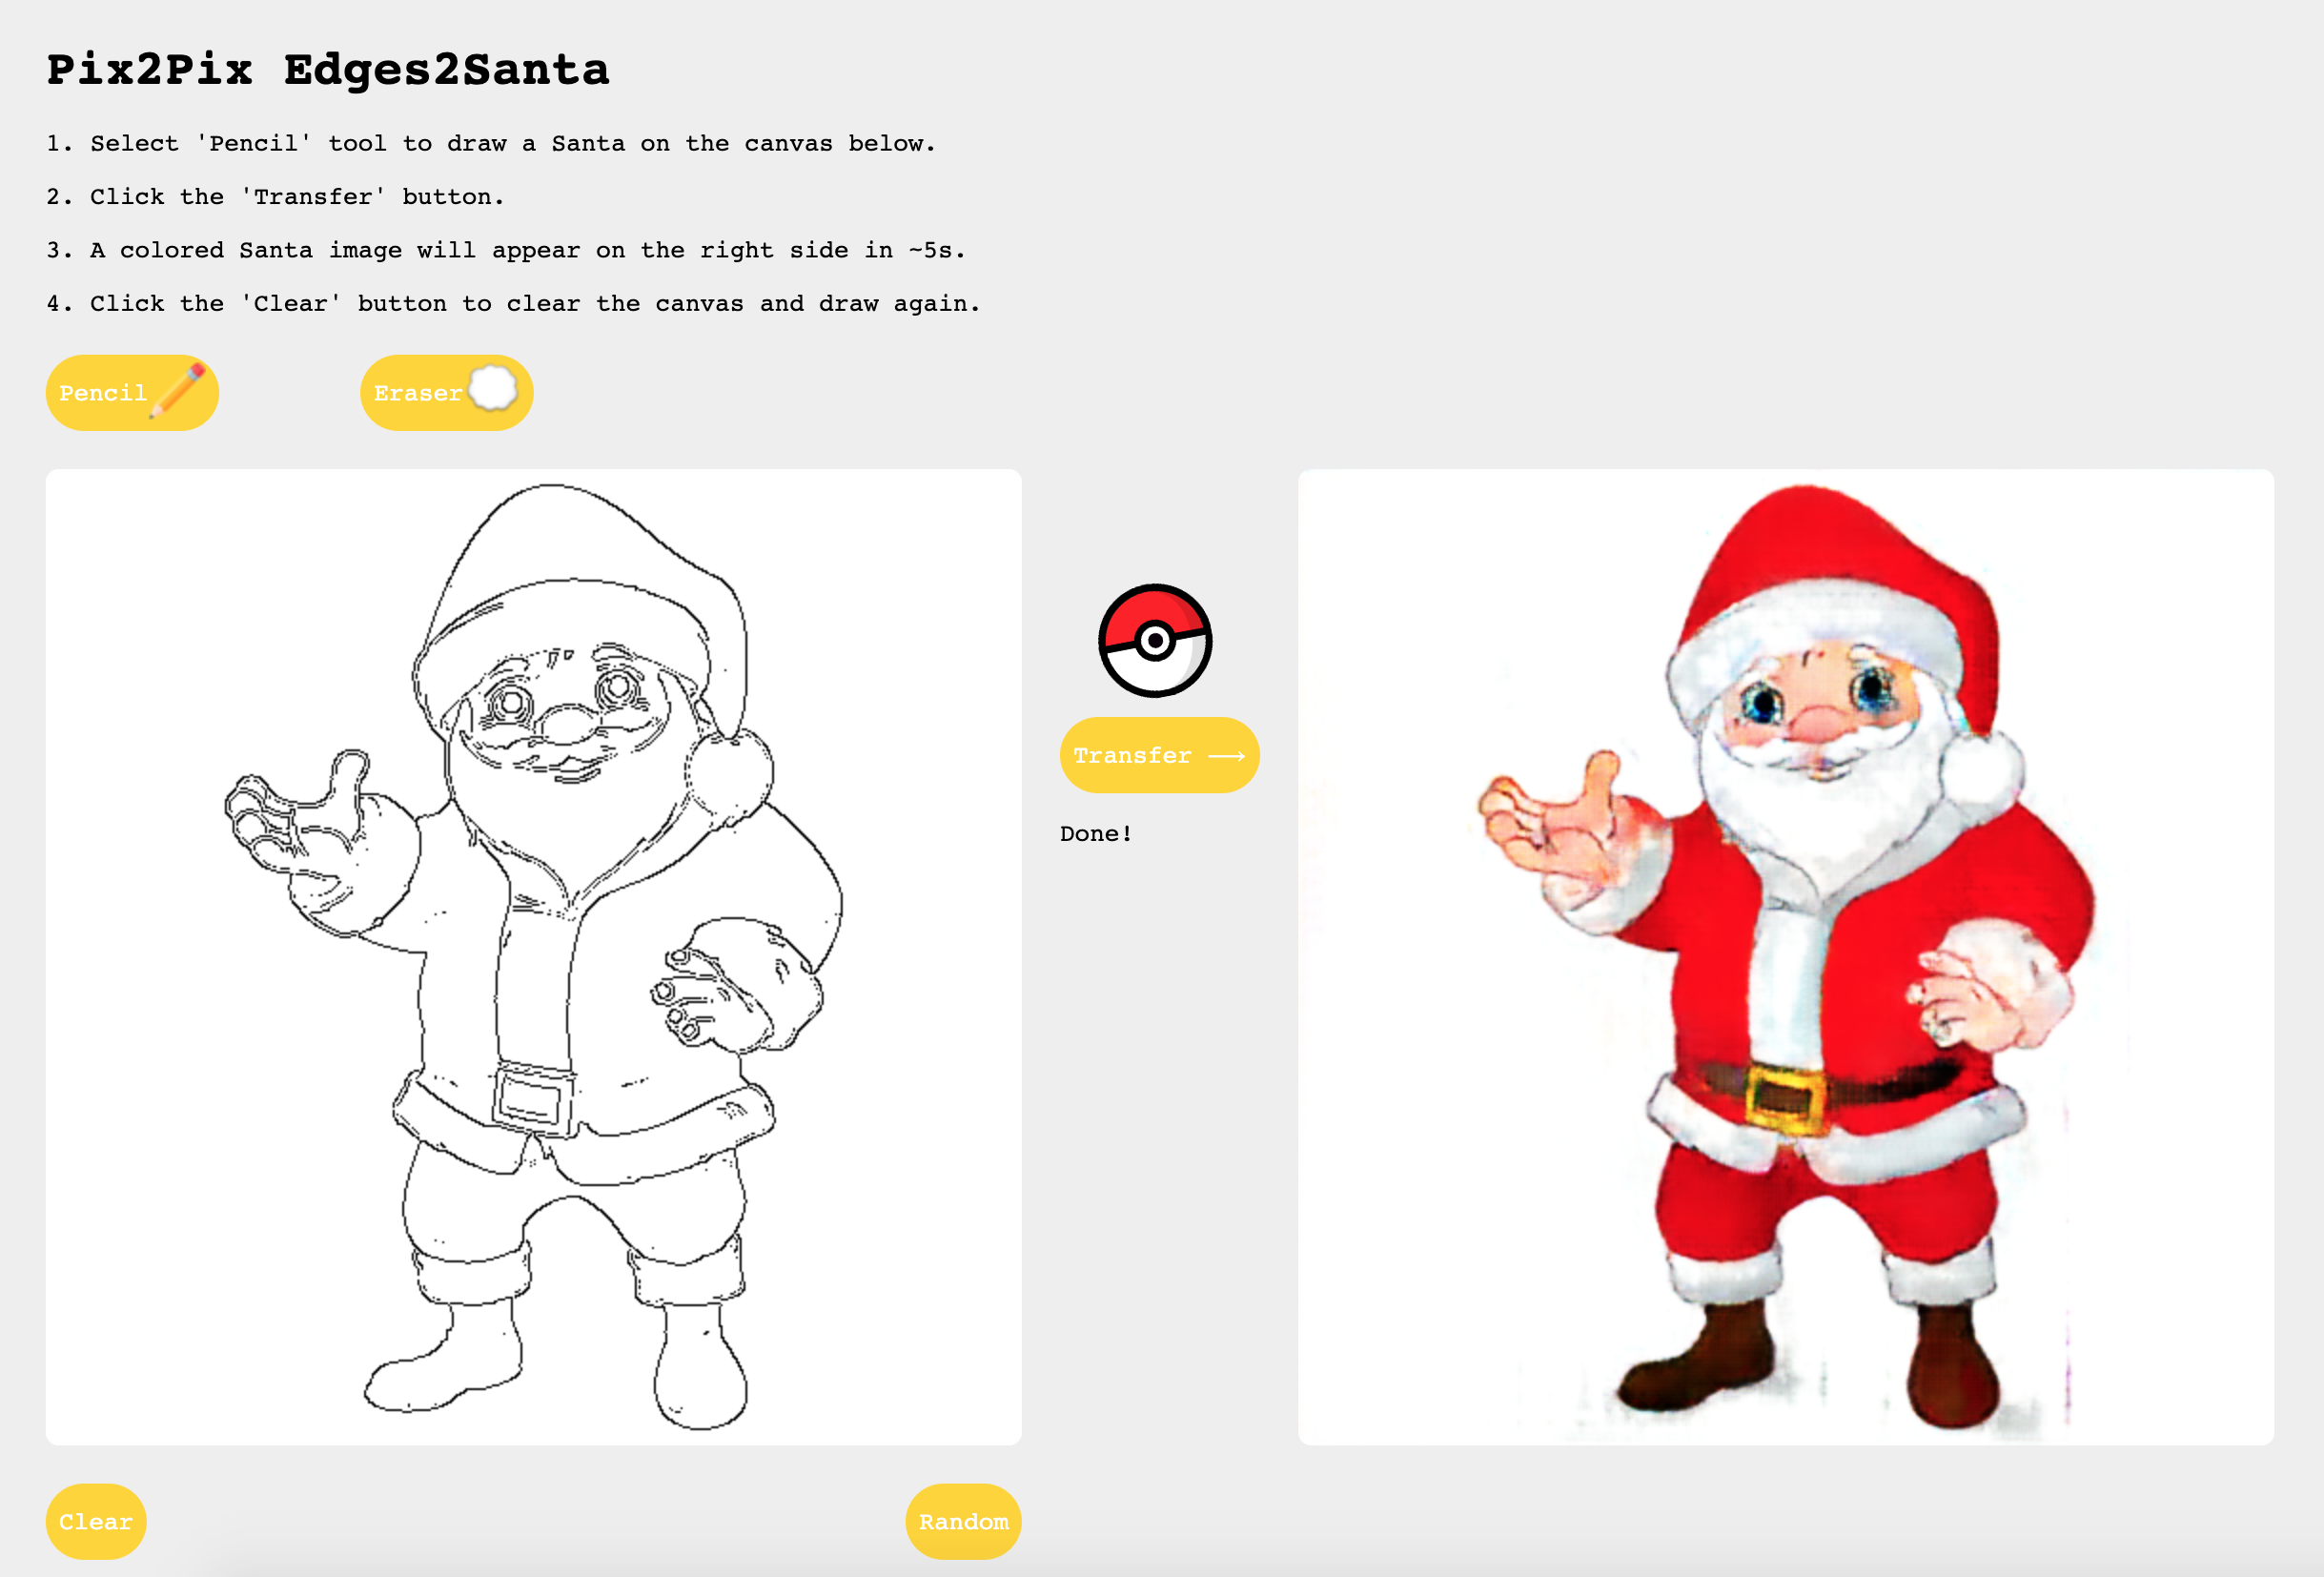 Pix2Pix Edges2Santa
1. Select 'Pencil' tool to draw a Santa on the canvas below.
2. Click the 'Transfer' button.
3. A colored Santa image will appear on the right side in ~5s.
4. Click the 'Clear' button to clear the canvas and draw again.
Pencil
Eraser
Transfer ⟶
Done!
Clear
Random